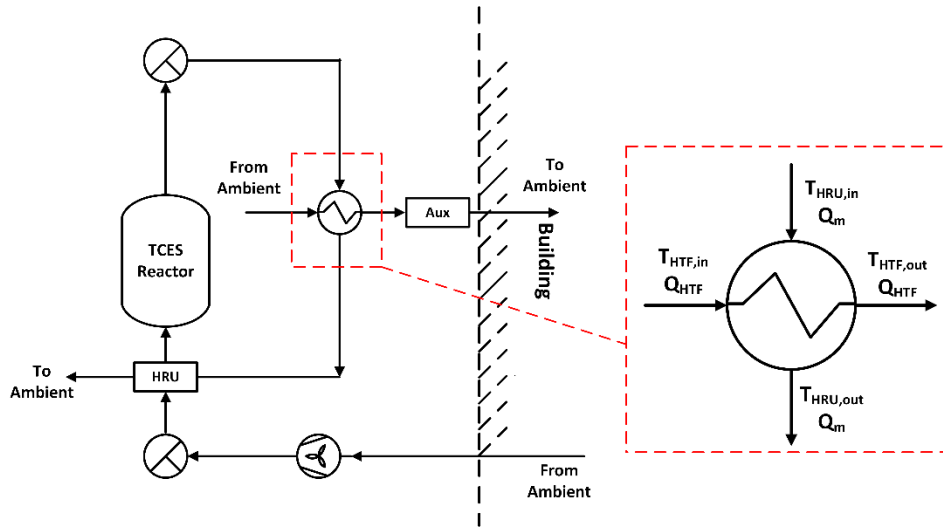 From
Ambient
To
Ambient
Aux
Building
TCES
Reactor
To
Ambient
HRU
From
Ambient
T_HRU,in
Q_m
T_HTF,in
Q_HTF
T_HTF,out
Q_HTF
T_HRU,out
Q_m